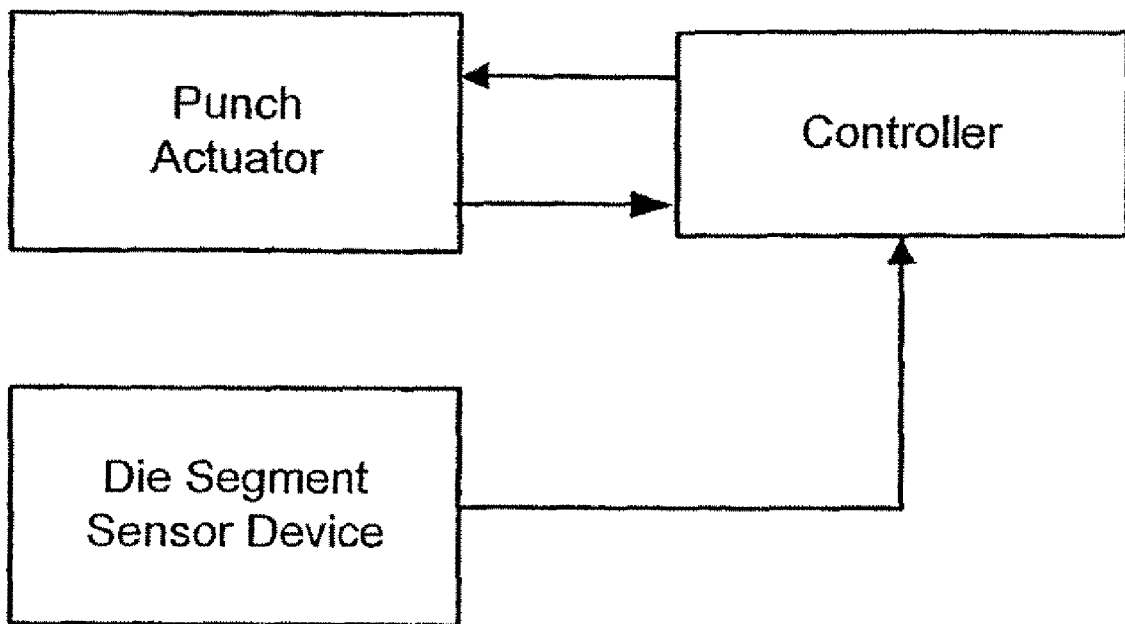 Punch
Actuator
Controller
Die Segment
Sensor Device